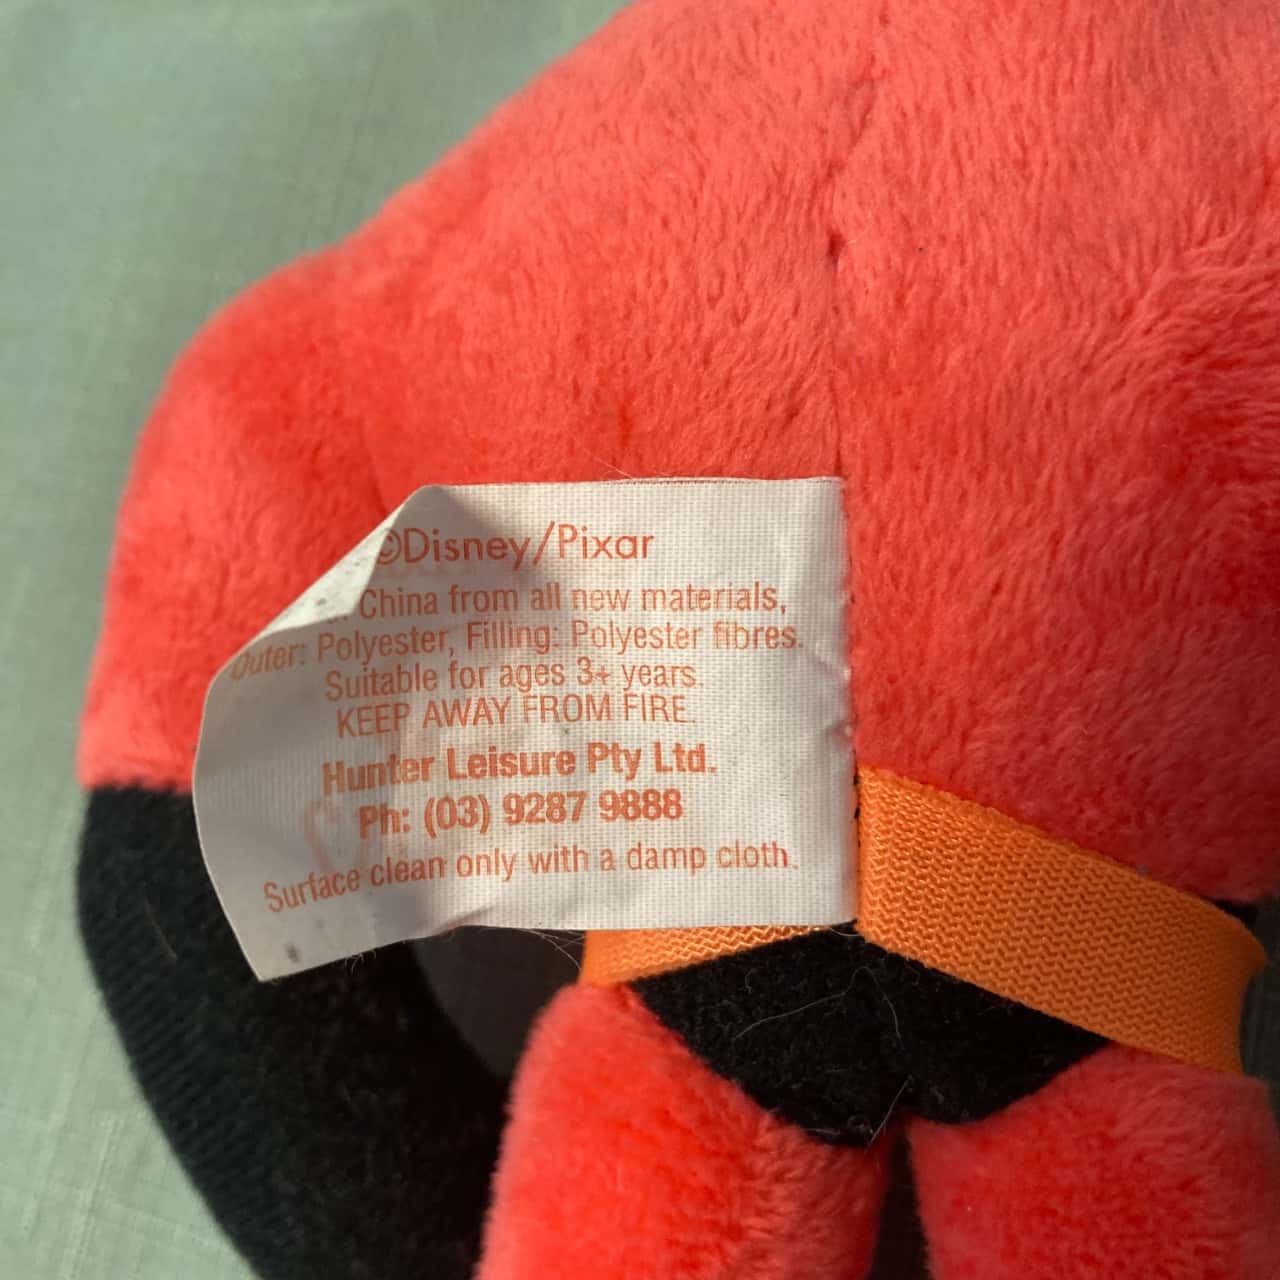 ©Disney/Pixar
China from all new materials,
Outer: Polyester, Filling: Polyester fibres.
Suitable for ages 3+ years.
KEEP AWAY FROM FIRE.
Hunter Leisure Pty Ltd.
Ph: (03) 9287 9888
Surface clean only with a damp cloth.